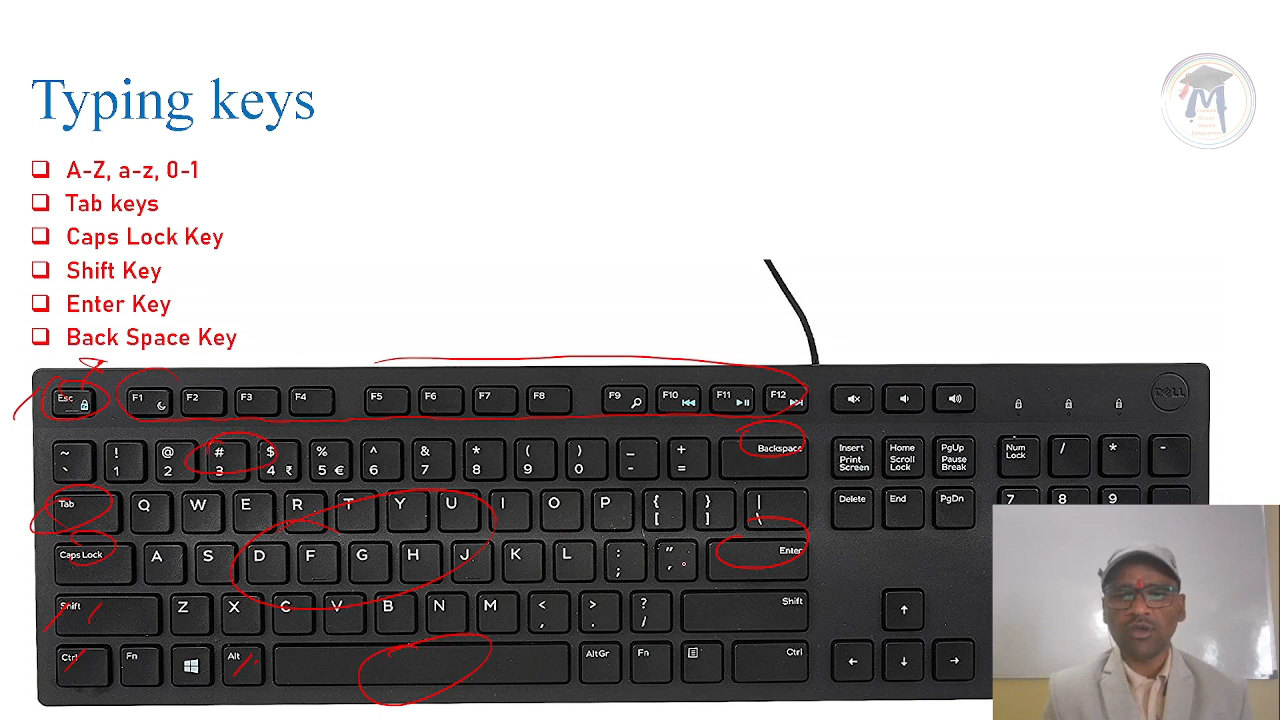 Typing keys
A-Z, a-z, 0-1
Tab keys
Caps Lock Key
Shift Key
Enter Key
Back Space Key
Esc F1 F2 F3 F4 F5 F6 F7 F8 F9 F10 F11 F12 DELL
~ ` ! 1 @ 2 # 3 $ 4 ₹ % 5 € ^ 6 & 7 * 8 ( 9 ) 0 _ - + = Backspace Insert Print Screen Home Scroll Lock PgUp Pause Break Num Lock / * -
Tab Q W E R T Y U I O P { [ } ] | \ Delete End PgDn 7 8 9
Caps Lock A S D F G H J K L : ; " ' Enter
Shift Z X C V B N M < , > . ? / Shift ↑
Ctrl Fn Alt AltGr Fn Ctrl ← ↓ →
M